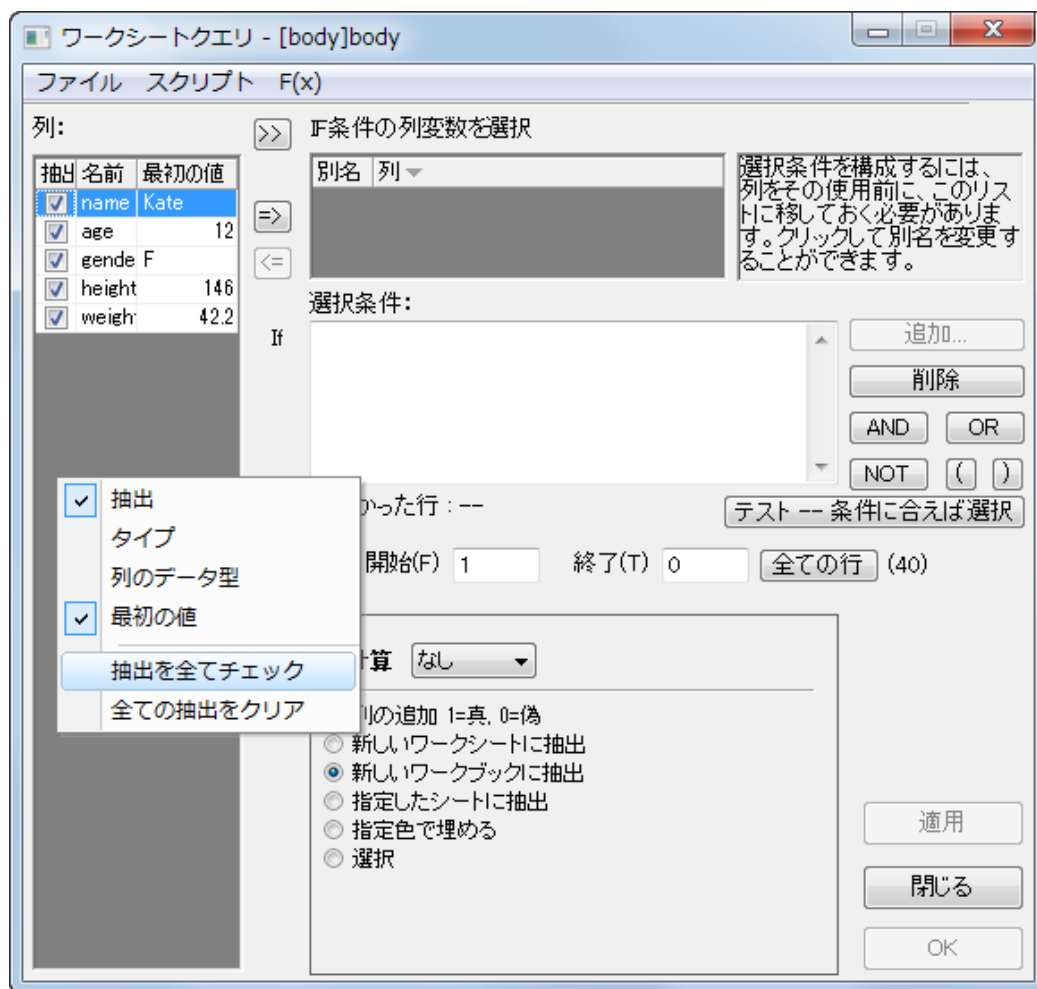 ワークシートクエリ - [body]body
ファイル スクリプト F(x)
列:
>>
IF条件の列変数を選択
抽出 名前 最初の値
name Kate
age 12
gende F
height 146
weigh 42.2
=>
<=
別名 列
選択条件を構成するには、
列をその使用前に、このリス
トに移しておく必要がありま
す。クリックして別名を変更す
ることができます。
選択条件:
If
追加...
削除
AND OR
NOT ( )
かった行 : --
テスト -- 条件に合えば選択
開始(F) 1 終了(T) 0 全ての行 (40)
抽出
タイプ
列のデータ型
最初の値
抽出を全てチェック
全ての抽出をクリア
算 なし
列の追加 1=真, 0=偽
新しいワークシートに抽出
新しいワークブックに抽出
指定したシートに抽出
指定色で埋める
選択
適用
閉じる
OK